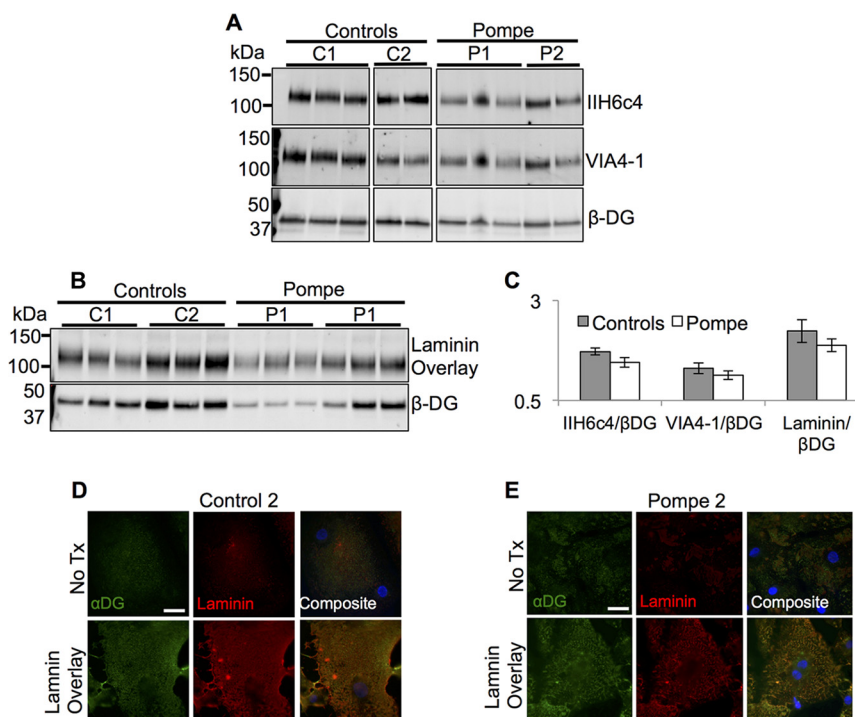 A
Controls Pompe
kDa C1 C2 P1 P2
150
100
IIH6c4
150
100
VIA4-1
50
37
β-DG
B
Controls Pompe
kDa C1 C2 P1 P1
150
100
Laminin
Overlay
50
37
β-DG
C
3
Controls Pompe
0.5
IIH6c4/βDG VIA4-1/βDG Laminin/
βDG
D
Control 2
No Tx
αDG Laminin Composite
Lamnin
Overlay
E
Pompe 2
No Tx
αDG Laminin Composite
Lamnin
Overlay